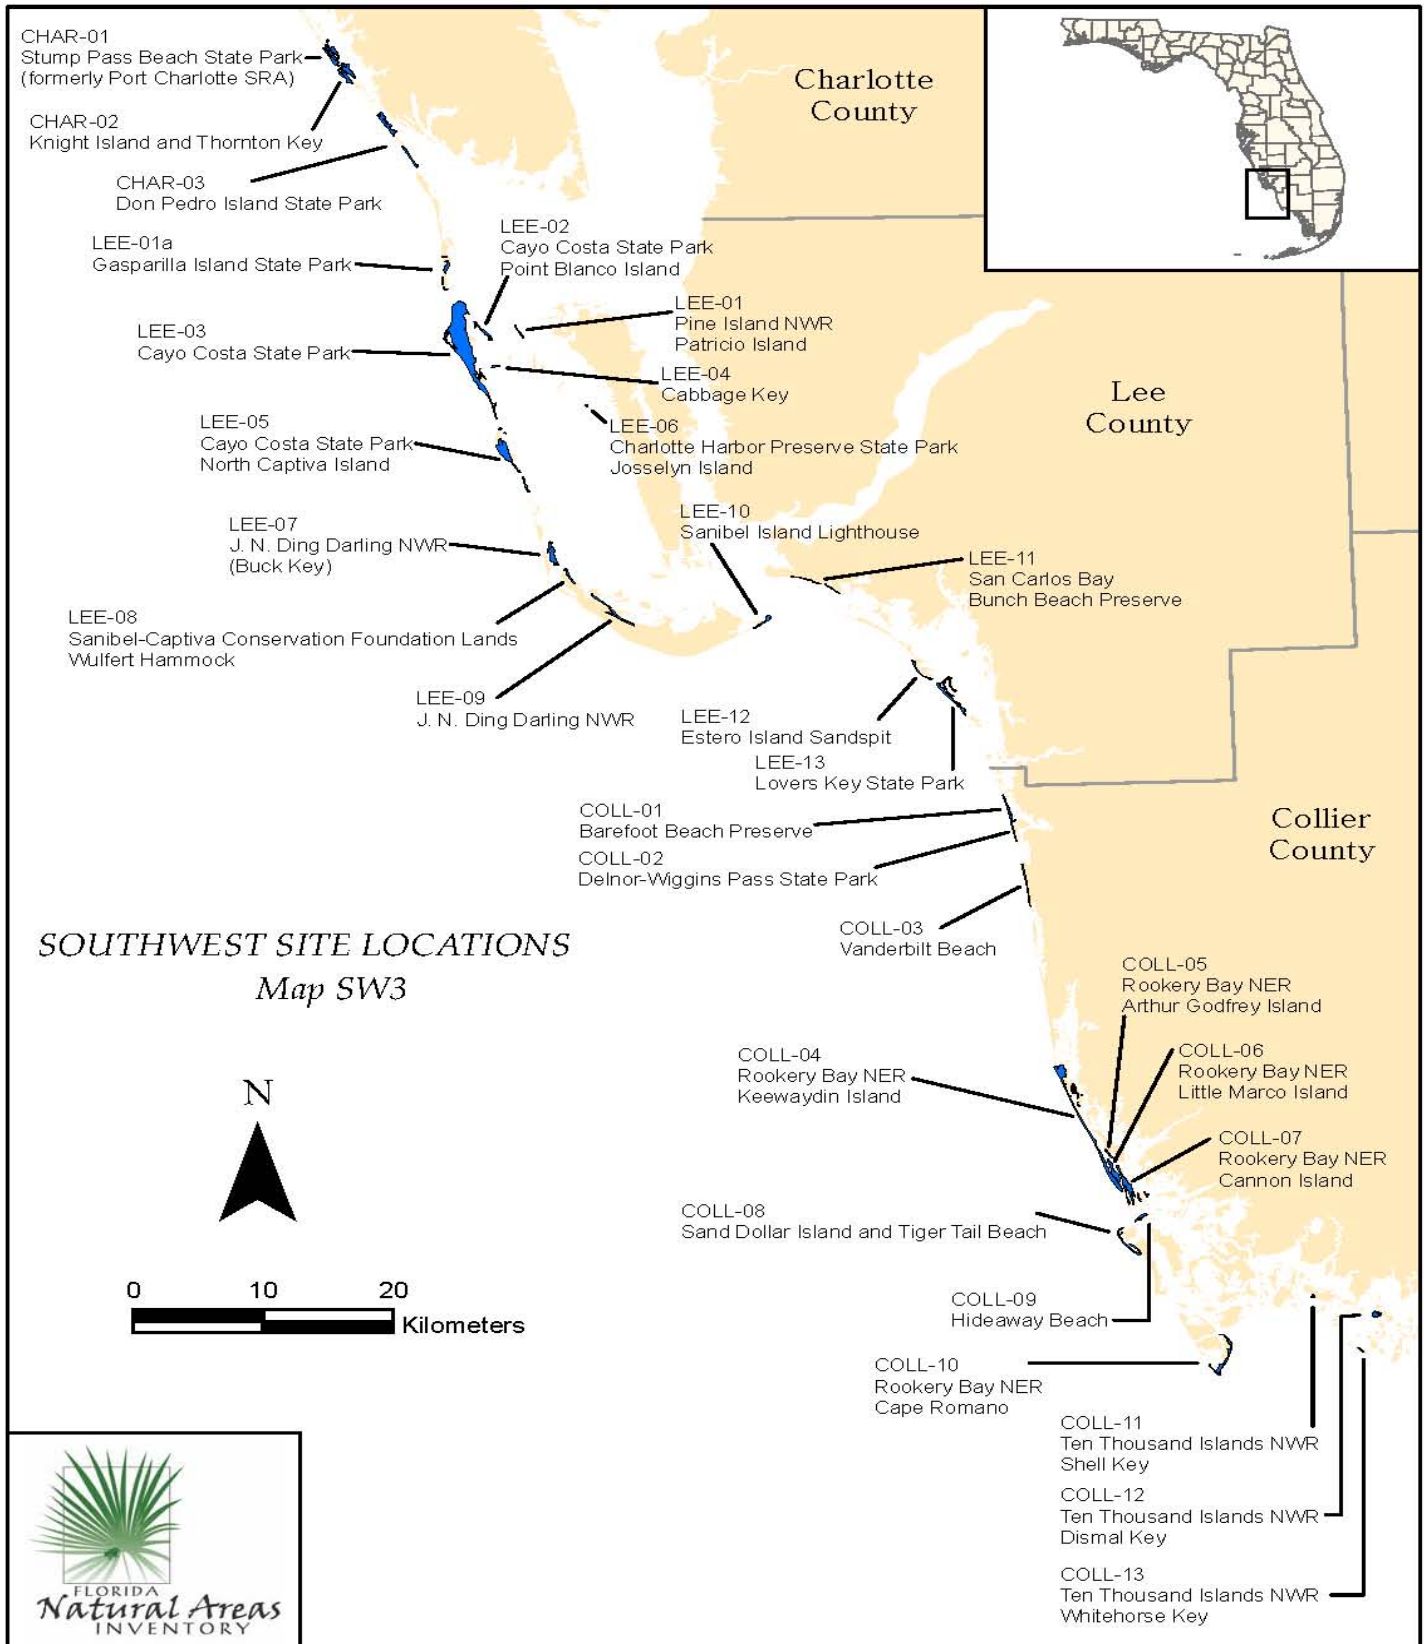 CHAR-01
Stump Pass Beach State Park
(formerly Port Charlotte SRA)
Charlotte
County
CHAR-02
Knight Island and Thornton Key
CHAR-03
Don Pedro Island State Park
LEE-02
Cayo Costa State Park
Point Blanco Island
LEE-01a
Gasparilla Island State Park
LEE-01
Pine Island NWR
Patricio Island
LEE-03
Cayo Costa State Park
LEE-04
Cabbage Key
Lee
County
LEE-05
Cayo Costa State Park
North Captiva Island
LEE-06
Charlotte Harbor Preserve State Park
Josselyn Island
LEE-10
Sanibel Island Lighthouse
LEE-07
J. N. Ding Darling NWR
(Buck Key)
LEE-11
San Carlos Bay
Bunch Beach Preserve
LEE-08
Sanibel-Captiva Conservation Foundation Lands
Wulfert Hammock
LEE-09
J. N. Ding Darling NWR
LEE-12
Estero Island Sandspit
LEE-13
Lovers Key State Park
COLL-01
Barefoot Beach Preserve
Collier
County
COLL-02
Delnor-Wiggins Pass State Park
COLL-03
Vanderbilt Beach
SOUTHWEST SITE LOCATIONS
Map SW3
COLL-05
Rookery Bay NER
Arthur Godfrey Island
COLL-04
Rookery Bay NER
Keewaydin Island
COLL-06
Rookery Bay NER
Little Marco Island
N
COLL-07
Rookery Bay NER
Cannon Island
COLL-08
Sand Dollar Island and Tiger Tail Beach
0 10 20
Kilometers
COLL-09
Hideaway Beach
COLL-10
Rookery Bay NER
Cape Romano
COLL-11
Ten Thousand Islands NWR
Shell Key
COLL-12
Ten Thousand Islands NWR
Dismal Key
COLL-13
Ten Thousand Islands NWR
Whitehorse Key
FLORIDA
Natural Areas
INVENTORY